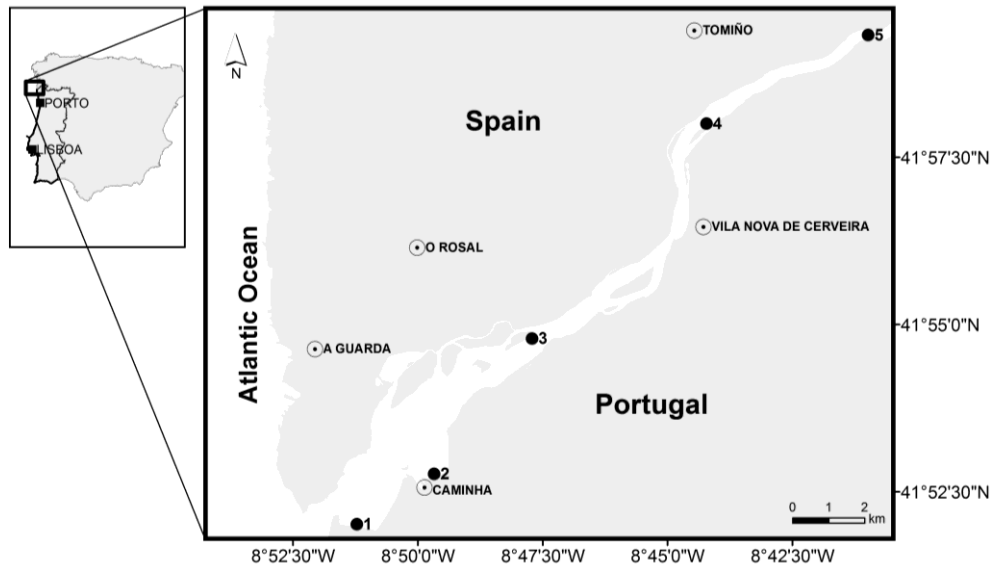 PORTO
LISBOA
N
TOMIÑO
5
Spain
4
41°57'30"N
VILA NOVA DE CERVEIRA
O ROSAL
Atlantic Ocean
41°55'0"N
3
A GUARDA
Portugal
2
CAMINHA
41°52'30"N
0 1 2
km
1
8°52'30"W 8°50'0"W 8°47'30"W 8°45'0"W 8°42'30"W